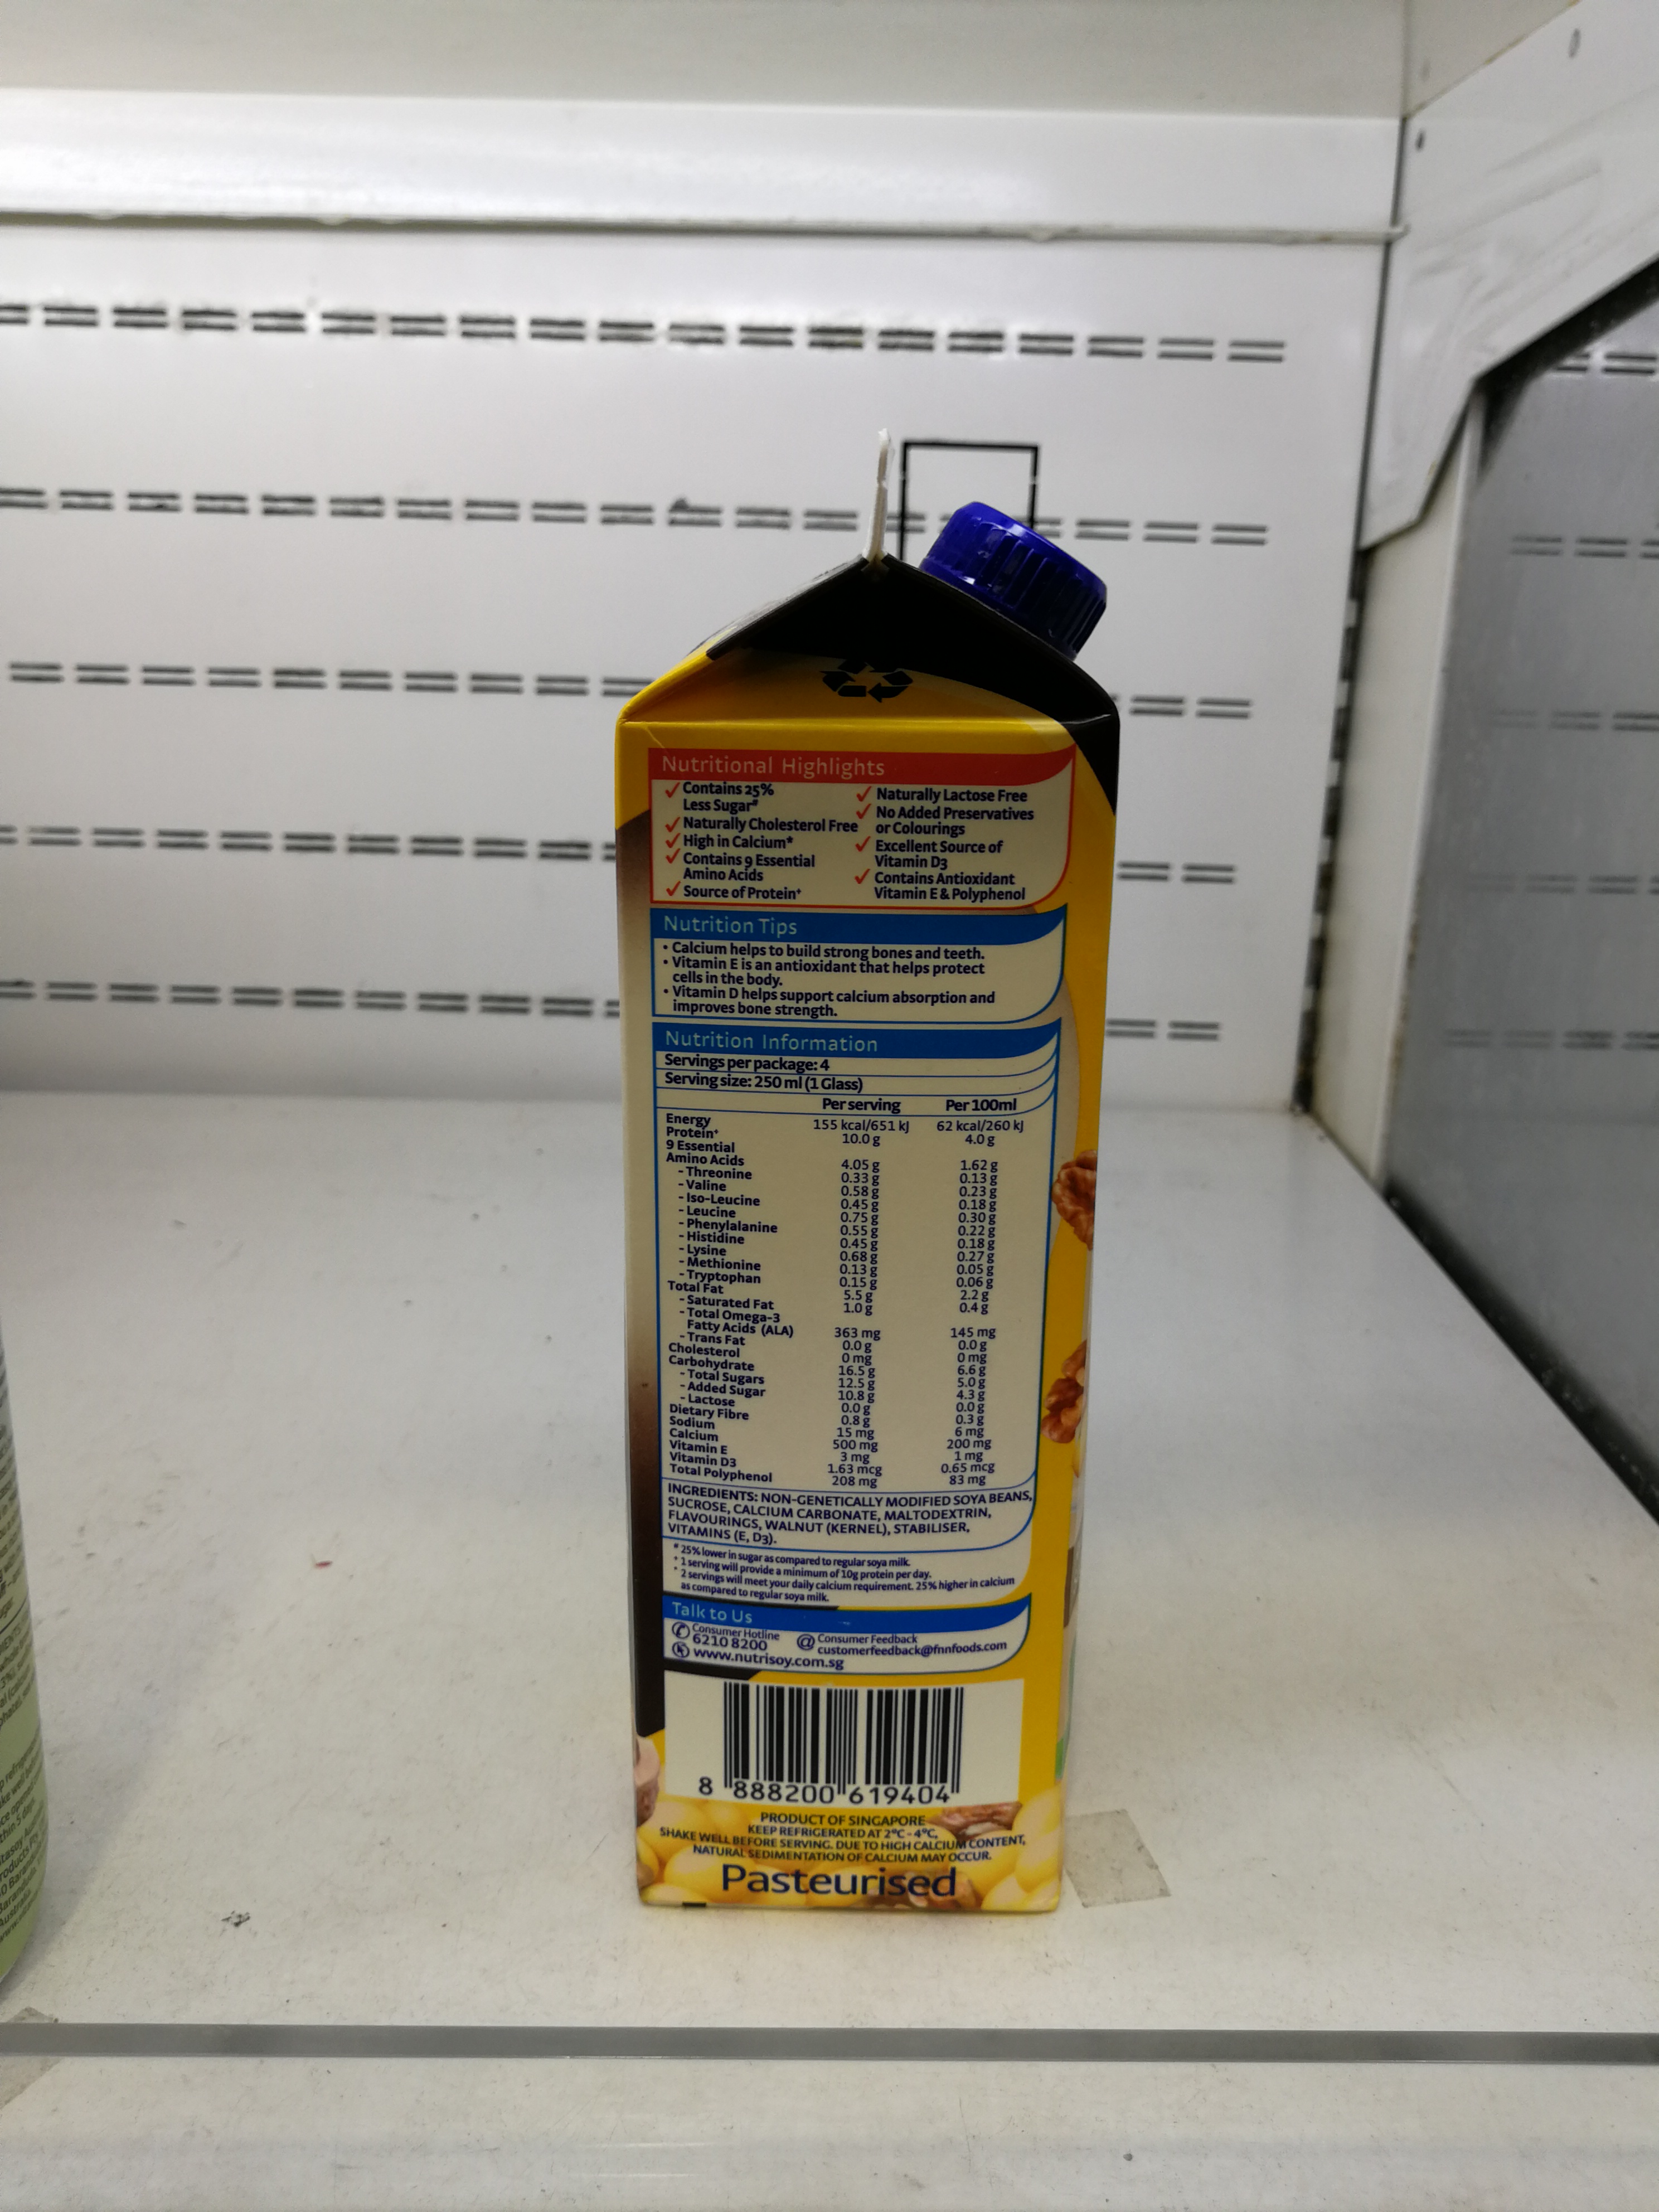 Nutritional Highlights
✓ Contains 25%
Less Sugar#
✓ Naturally Cholesterol Free
✓ High in Calcium*
✓ Contains 9 Essential
Amino Acids
✓ Source of Protein+
✓ Naturally Lactose Free
✓ No Added Preservatives
or Colourings
✓ Excellent Source of
Vitamin D3
✓ Contains Antioxidant
Vitamin E & Polyphenol
Nutrition Tips
• Calcium helps to build strong bones and teeth.
• Vitamin E is an antioxidant that helps protect
cells in the body.
• Vitamin D helps support calcium absorption and
improves bone strength.
Nutrition Information
Servings per package: 4
Serving size: 250 ml (1 Glass)
Per serving Per 100ml
Energy 155 kcal/651 kJ 62 kcal/260 kJ
Protein+ 10.0 g 4.0 g
9 Essential
Amino Acids 4.05 g 1.62 g
- Threonine 0.33 g 0.13 g
- Valine 0.58 g 0.23 g
- Iso-Leucine 0.45 g 0.18 g
- Leucine 0.75 g 0.30 g
- Phenylalanine 0.55 g 0.22 g
- Histidine 0.45 g 0.18 g
- Lysine 0.68 g 0.27 g
- Methionine 0.13 g 0.05 g
- Tryptophan 0.15 g 0.06 g
Total Fat 5.5 g 2.2 g
- Saturated Fat 1.0 g 0.4 g
- Total Omega-3
Fatty Acids (ALA) 363 mg 145 mg
- Trans Fat 0.0 g 0.0 g
Cholesterol 0 mg 0 mg
Carbohydrate 16.5 g 6.6 g
- Total Sugars 12.5 g 5.0 g
- Added Sugar 10.8 g 4.3 g
- Lactose 0.0 g 0.0 g
Dietary Fibre 0.8 g 0.3 g
Sodium 15 mg 6 mg
Calcium 500 mg 200 mg
Vitamin E 3 mg 1 mg
Vitamin D3 1.63 mcg 0.65 mcg
Total Polyphenol 208 mg 83 mg
INGREDIENTS: NON-GENETICALLY MODIFIED SOYA BEANS,
SUCROSE, CALCIUM CARBONATE, MALTODEXTRIN,
FLAVOURINGS, WALNUT (KERNEL), STABILISER,
VITAMINS (E, D3).
# 25% lower in sugar as compared to regular soya milk.
+ 1 serving will provide a minimum of 10g protein per day.
* 2 servings will meet your daily calcium requirement. 25% higher in calcium
as compared to regular soya milk.
Talk to Us
Consumer Hotline
6210 8200
@ Consumer Feedback
customerfeedback@fnnfoods.com
www.nutrisoy.com.sg
8 888200 619404
PRODUCT OF SINGAPORE
KEEP REFRIGERATED AT 2°C - 4°C,
SHAKE WELL BEFORE SERVING. DUE TO HIGH CALCIUM CONTENT,
NATURAL SEDIMENTATION OF CALCIUM MAY OCCUR.
Pasteurised